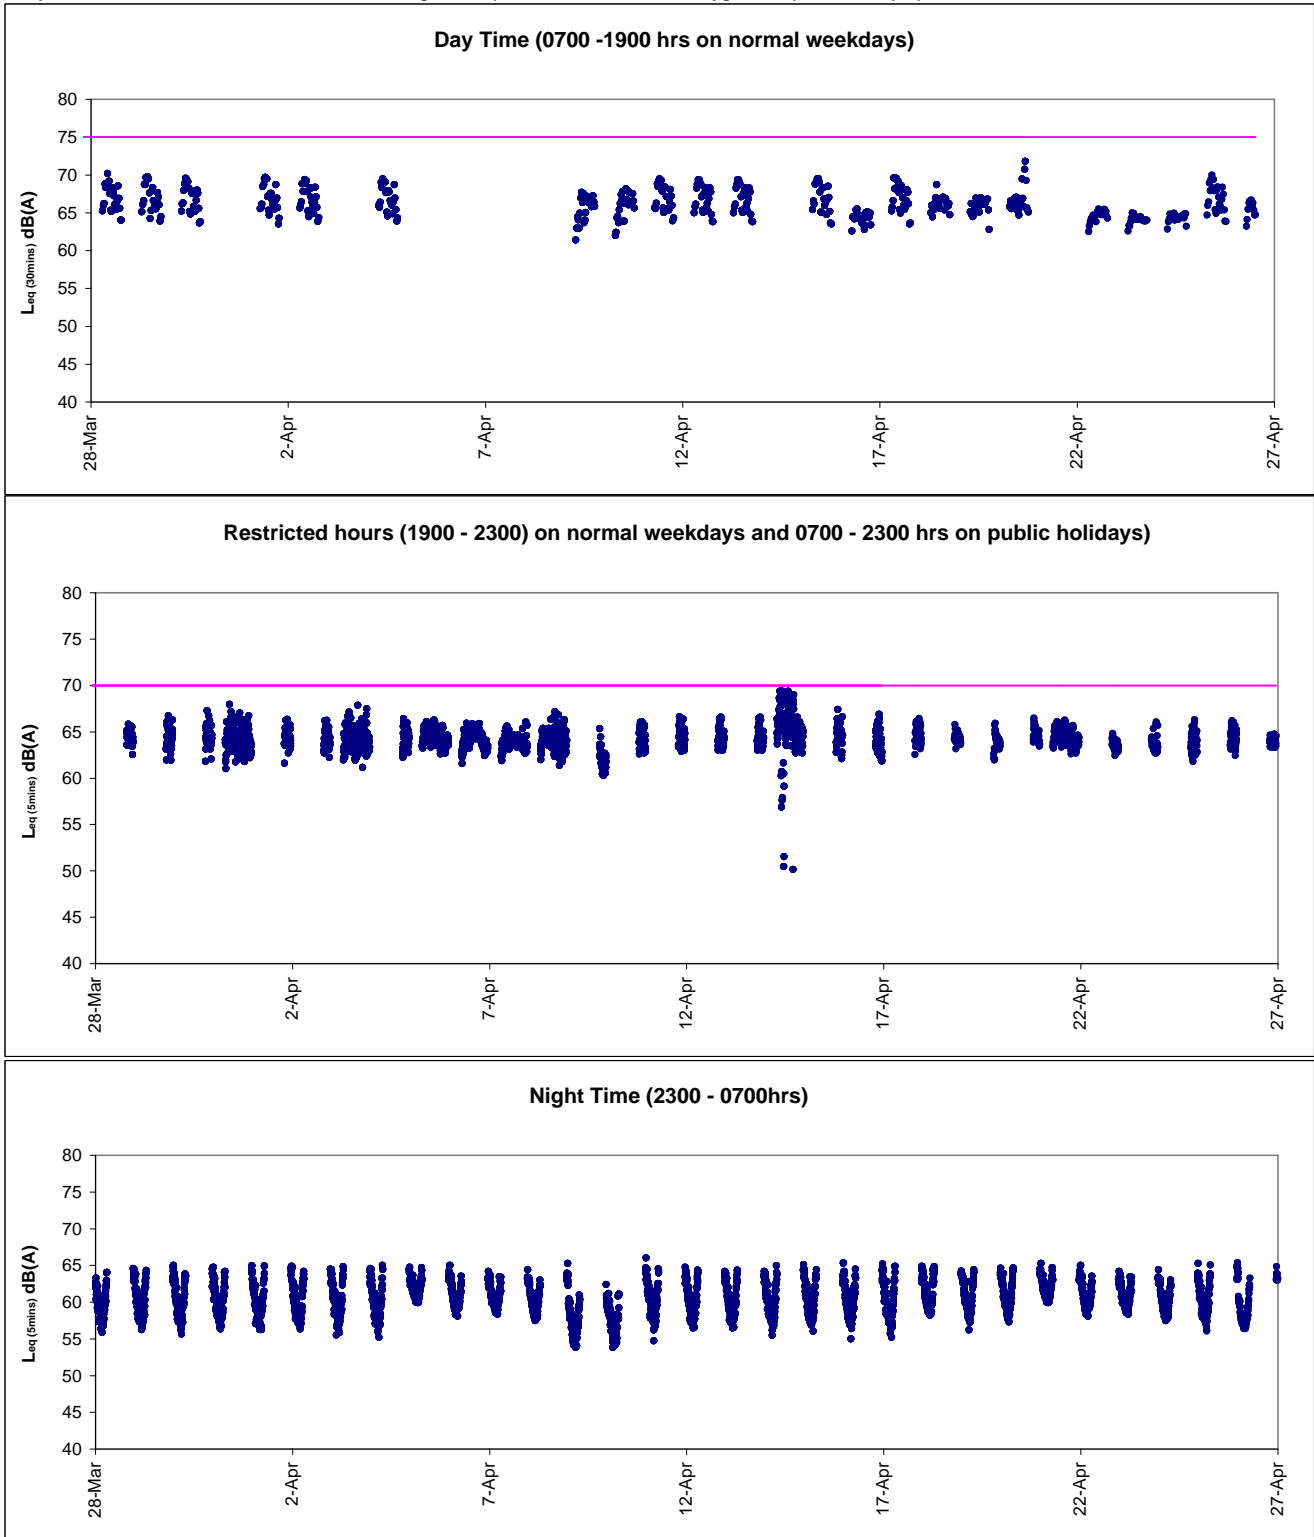 Day Time (0700 -1900 hrs on normal weekdays)
80
75
70
65
60
55
50
45
40
Leq (30mins) dB(A)
28-Mar
2-Apr
7-Apr
12-Apr
17-Apr
22-Apr
27-Apr
Restricted hours (1900 - 2300) on normal weekdays and 0700 - 2300 hrs on public holidays)
80
75
70
65
60
55
50
45
40
Leq (5mins) dB(A)
28-Mar
2-Apr
7-Apr
12-Apr
17-Apr
22-Apr
27-Apr
Night Time (2300 - 0700hrs)
80
75
70
65
60
55
50
45
40
Leq (5mins) dB(A)
28-Mar
2-Apr
7-Apr
12-Apr
17-Apr
22-Apr
27-Apr